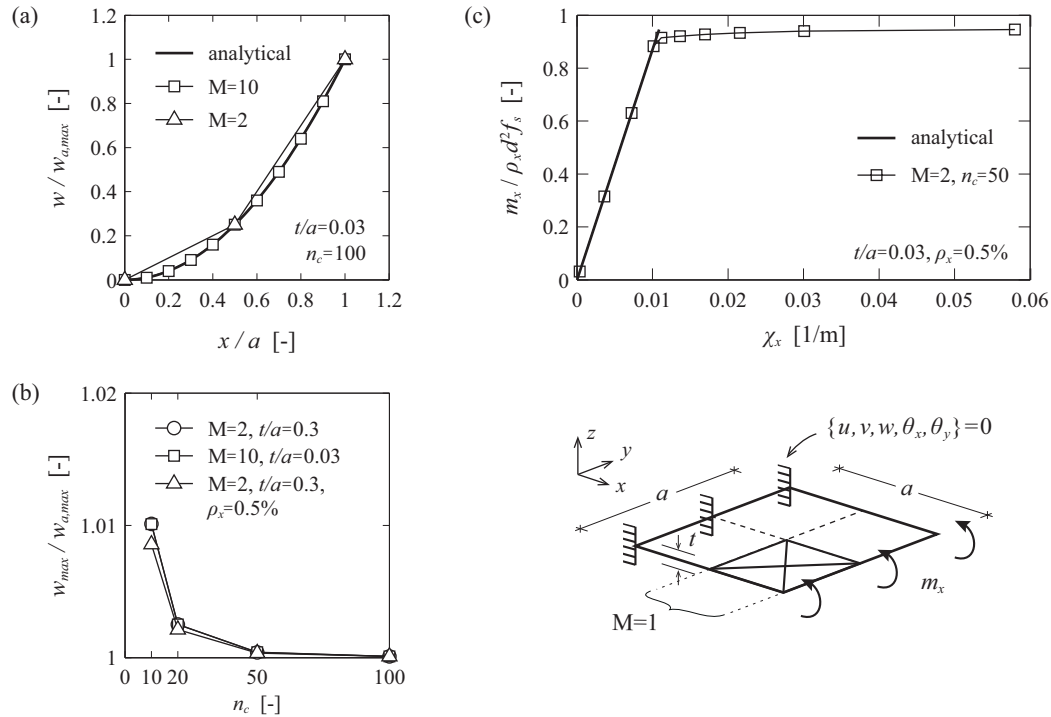 (a)
1.2
1
0.8
0.6
0.4
0.2
0
w / w_{a,max} [-]
analytical
M=10
M=2
t/a=0.03
n_c=100
0 0.2 0.4 0.6 0.8 1 1.2
x / a [-]
(c)
1
0.8
0.6
0.4
0.2
0
m_x / ρ_x d² f_s [-]
analytical
M=2, n_c=50
t/a=0.03, ρ_x=0.5%
0 0.01 0.02 0.03 0.04 0.05 0.06
χ_x [1/m]
(b)
1.02
1.01
1
w_{max} / w_{a,max} [-]
M=2, t/a=0.3
M=10, t/a=0.03
M=2, t/a=0.3,
ρ_x=0.5%
0 10 20 50 100
n_c [-]
{u, v, w, θ_x, θ_y}=0
z
y
x
a
a
t
m_x
M=1